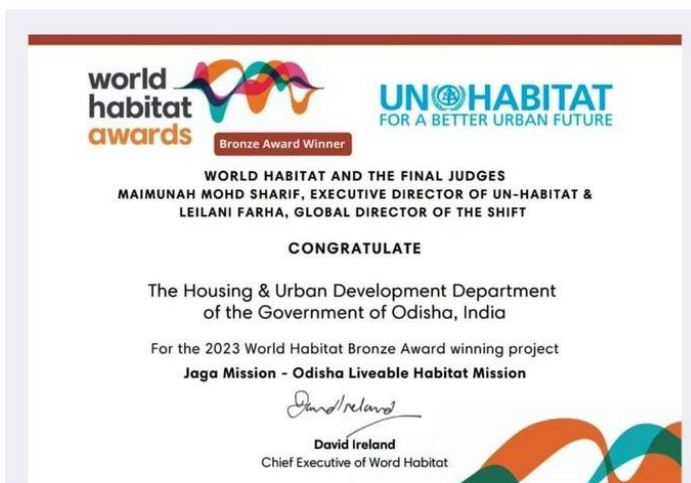 world
habitat
awards
Bronze Award Winner
UN HABITAT
FOR A BETTER URBAN FUTURE
WORLD HABITAT AND THE FINAL JUDGES
MAIMUNAH MOHD SHARIF, EXECUTIVE DIRECTOR OF UN-HABITAT &
LEILANI FARHA, GLOBAL DIRECTOR OF THE SHIFT
CONGRATULATE
The Housing & Urban Development Department
of the Government of Odisha, India
For the 2023 World Habitat Bronze Award winning project
Jaga Mission - Odisha Liveable Habitat Mission
David Ireland
David Ireland
Chief Executive of Word Habitat